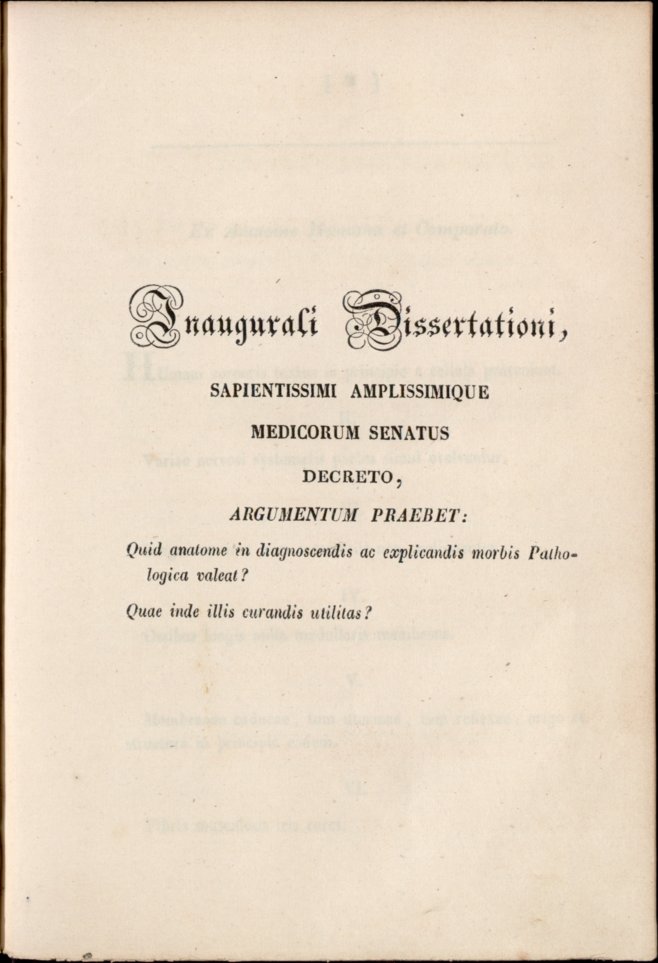 Inaugurali Dissertationi,
SAPIENTISSIMI AMPLISSIMIQUE
MEDICORUM SENATUS
DECRETO,
ARGUMENTUM PRAEBET:
Quid anatome in diagnoscendis ac explicandis morbis Patho-
logica valeat?
Quae inde illis curandis utilitas?